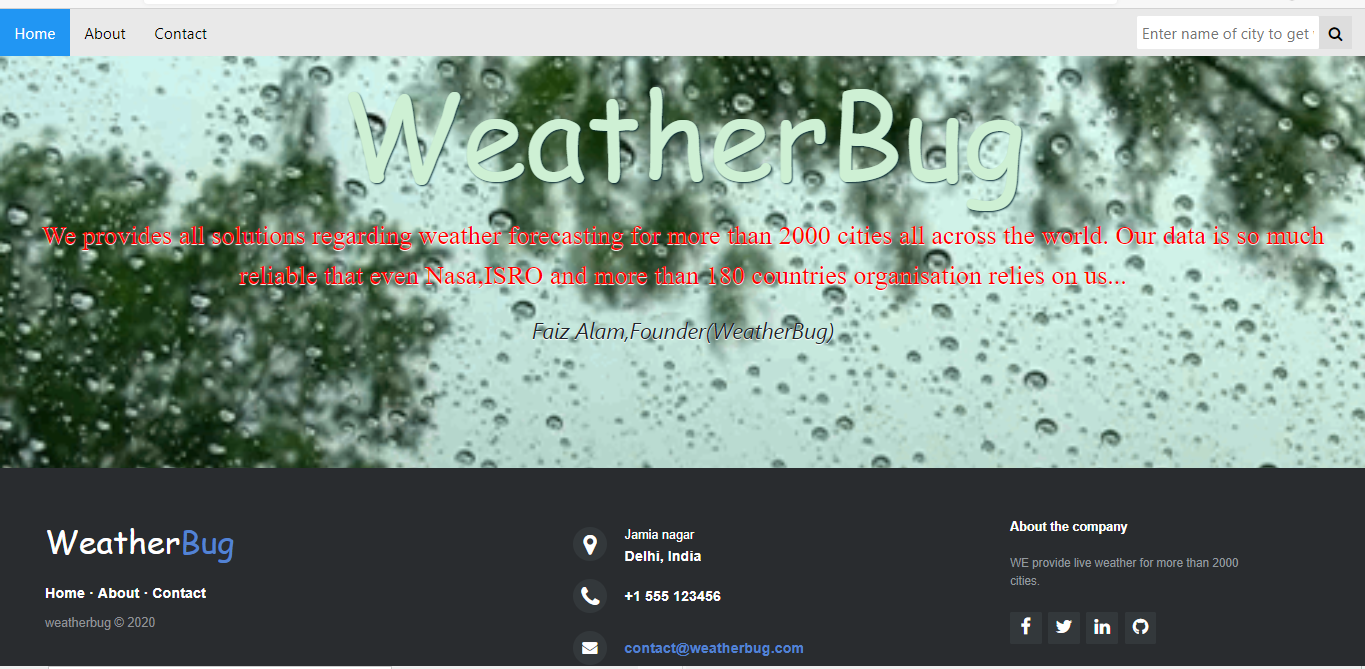 Home About Contact Enter name of city to get
WeatherBug
We provides all solutions regarding weather forecasting for more than 2000 cities all across the world. Our data is so much
reliable that even Nasa,ISRO and more than 180 countries organisation relies on us...
Faiz Alam,Founder(WeatherBug)
WeatherBug
Home · About · Contact
weatherbug © 2020
Jamia nagar
Delhi, India
+1 555 123456
contact@weatherbug.com
About the company
WE provide live weather for more than 2000
cities.